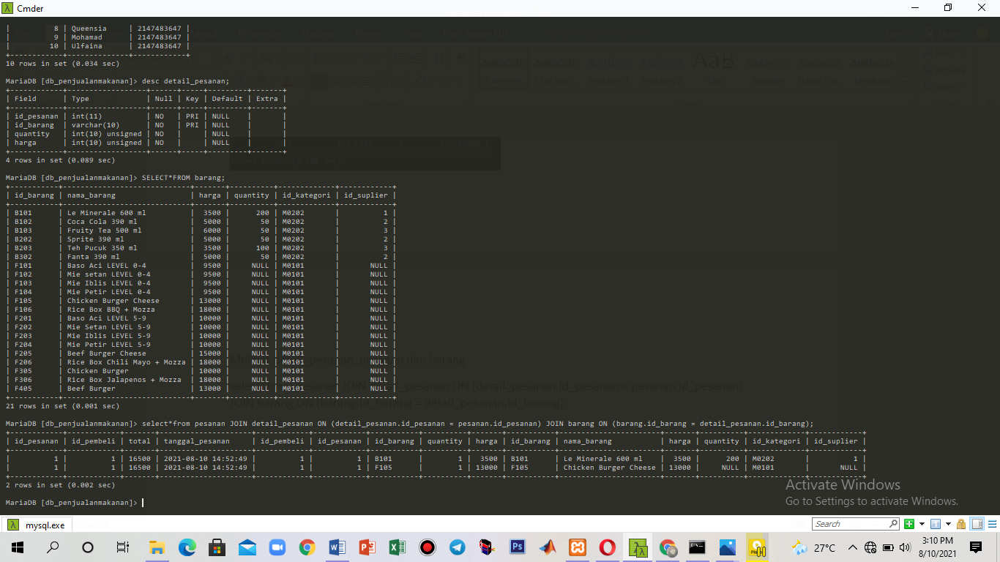 Cmder
|          8 | Queensia     | 2147483647 |
|          9 | Mohamad      | 2147483647 |
|         10 | Ulfaina      | 2147483647 |
+------------+--------------+------------+
10 rows in set (0.034 sec)
MariaDB [db_penjualanmakanan]> desc detail_pesanan;
+------------+------------------+------+-----+---------+-------+
| Field      | Type             | Null | Key | Default | Extra |
+------------+------------------+------+-----+---------+-------+
| id_pesanan | int(11)          | NO   | PRI | NULL    |       |
| id_barang  | varchar(10)      | NO   | PRI | NULL    |       |
| quantity   | int(10) unsigned | NO   |     | NULL    |       |
| harga      | int(10) unsigned | NO   |     | NULL    |       |
+------------+------------------+------+-----+---------+-------+
4 rows in set (0.089 sec)
MariaDB [db_penjualanmakanan]> SELECT*FROM barang;
+-----------+-----------------------------+-------+----------+-------------+------------+
| id_barang | nama_barang                 | harga | quantity | id_kategori | id_suplier |
+-----------+-----------------------------+-------+----------+-------------+------------+
| B101      | Le Minerale 600 ml          |  3500 |      200 | M0202       |          1 |
| B102      | Coca Cola 390 ml            |  5000 |       50 | M0202       |          2 |
| B103      | Fruity Tea 500 ml           |  6000 |       50 | M0202       |          3 |
| B202      | Sprite 390 ml               |  5000 |       50 | M0202       |          2 |
| B203      | Teh Pucuk 350 ml            |  3500 |      100 | M0202       |          3 |
| B302      | Fanta 390 ml                |  5000 |       50 | M0202       |          2 |
| F101      | Baso Aci LEVEL 0-4          |  9500 |     NULL | M0101       |       NULL |
| F102      | Mie setan LEVEL 0-4         |  9500 |     NULL | M0101       |       NULL |
| F103      | Mie Iblis LEVEL 0-4         |  9500 |     NULL | M0101       |       NULL |
| F104      | Mie Petir LEVEL 0-4         |  9500 |     NULL | M0101       |       NULL |
| F105      | Chicken Burger Cheese       | 13000 |     NULL | M0101       |       NULL |
| F106      | Rice Box BBQ + Mozza        | 18000 |     NULL | M0101       |       NULL |
| F201      | Baso Aci LEVEL 5-9          | 10000 |     NULL | M0101       |       NULL |
| F202      | Mie Setan LEVEL 5-9         | 10000 |     NULL | M0101       |       NULL |
| F203      | Mie Iblis LEVEL 5-9         | 10000 |     NULL | M0101       |       NULL |
| F204      | Mie Petir LEVEL 5-9         | 10000 |     NULL | M0101       |       NULL |
| F205      | Beef Burger Cheese          | 15000 |     NULL | M0101       |       NULL |
| F206      | Rice Box Chili Mayo + Mozza | 18000 |     NULL | M0101       |       NULL |
| F305      | Chicken Burger              | 10000 |     NULL | M0101       |       NULL |
| F306      | Rice Box Jalapenos + Mozza  | 18000 |     NULL | M0101       |       NULL |
| F405      | Beef Burger                 | 13000 |     NULL | M0101       |       NULL |
+-----------+-----------------------------+-------+----------+-------------+------------+
21 rows in set (0.001 sec)
MariaDB [db_penjualanmakanan]> select*from pesanan JOIN detail_pesanan ON (detail_pesanan.id_pesanan = pesanan.id_pesanan) JOIN barang ON (barang.id_barang = detail_pesanan.id_barang);
+------------+------------+-------+---------------------+------------+------------+-----------+----------+-------+-----------+-----------------------+-------+----------+-------------+------------+
| id_pesanan | id_pembeli | total | tanggal_pesanan     | id_pembeli | id_pesanan | id_barang | quantity | harga | id_barang | nama_barang           | harga | quantity | id_kategori | id_suplier |
+------------+------------+-------+---------------------+------------+------------+-----------+----------+-------+-----------+-----------------------+-------+----------+-------------+------------+
|          1 |          1 | 16500 | 2021-08-10 14:52:49 |          1 |          1 | B101      |        1 |  3500 | B101      | Le Minerale 600 ml    |  3500 |      200 | M0202       |          1 |
|          1 |          1 | 16500 | 2021-08-10 14:52:49 |          1 |          1 | F105      |        1 | 13000 | F105      | Chicken Burger Cheese | 13000 |     NULL | M0101       |       NULL |
+------------+------------+-------+---------------------+------------+------------+-----------+----------+-------+-----------+-----------------------+-------+----------+-------------+------------+
2 rows in set (0.002 sec)
MariaDB [db_penjualanmakanan]>
Activate Windows
Go to Settings to activate Windows.
mysql.exe
Search
27°C
3:10 PM
8/10/2021